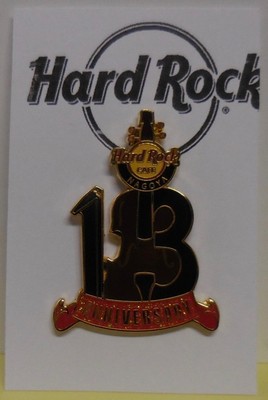 Hard Rock
®
Hard Rock
CAFE
NAGOYA
13
ANNIVERSARY